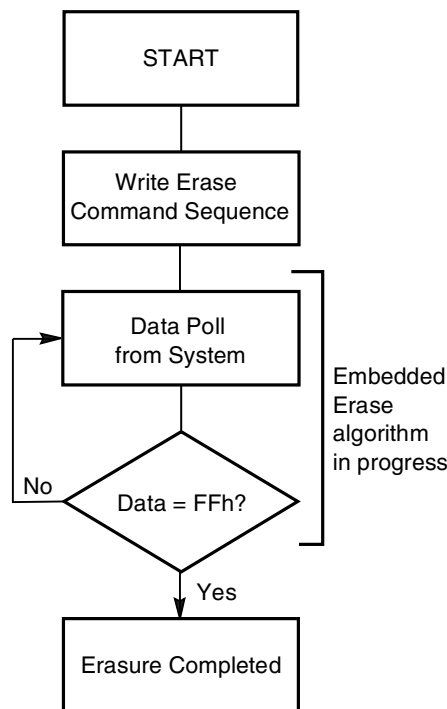 START
Write Erase
Command Sequence
Data Poll
from System
Embedded
Erase
algorithm
in progress
No
Data = FFh?
Yes
Erasure Completed